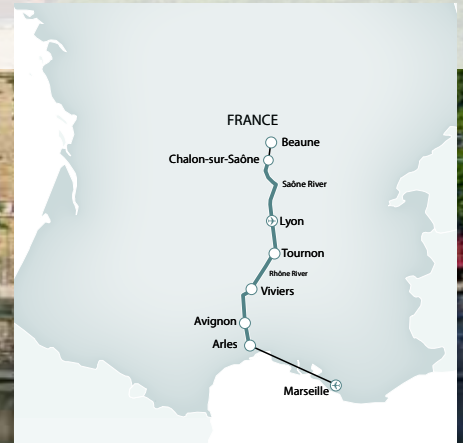 FRANCE
Beaune
Chalon-sur-Saône
Saône River
Lyon
Tournon
Rhône River
Viviers
Avignon
Arles
Marseille